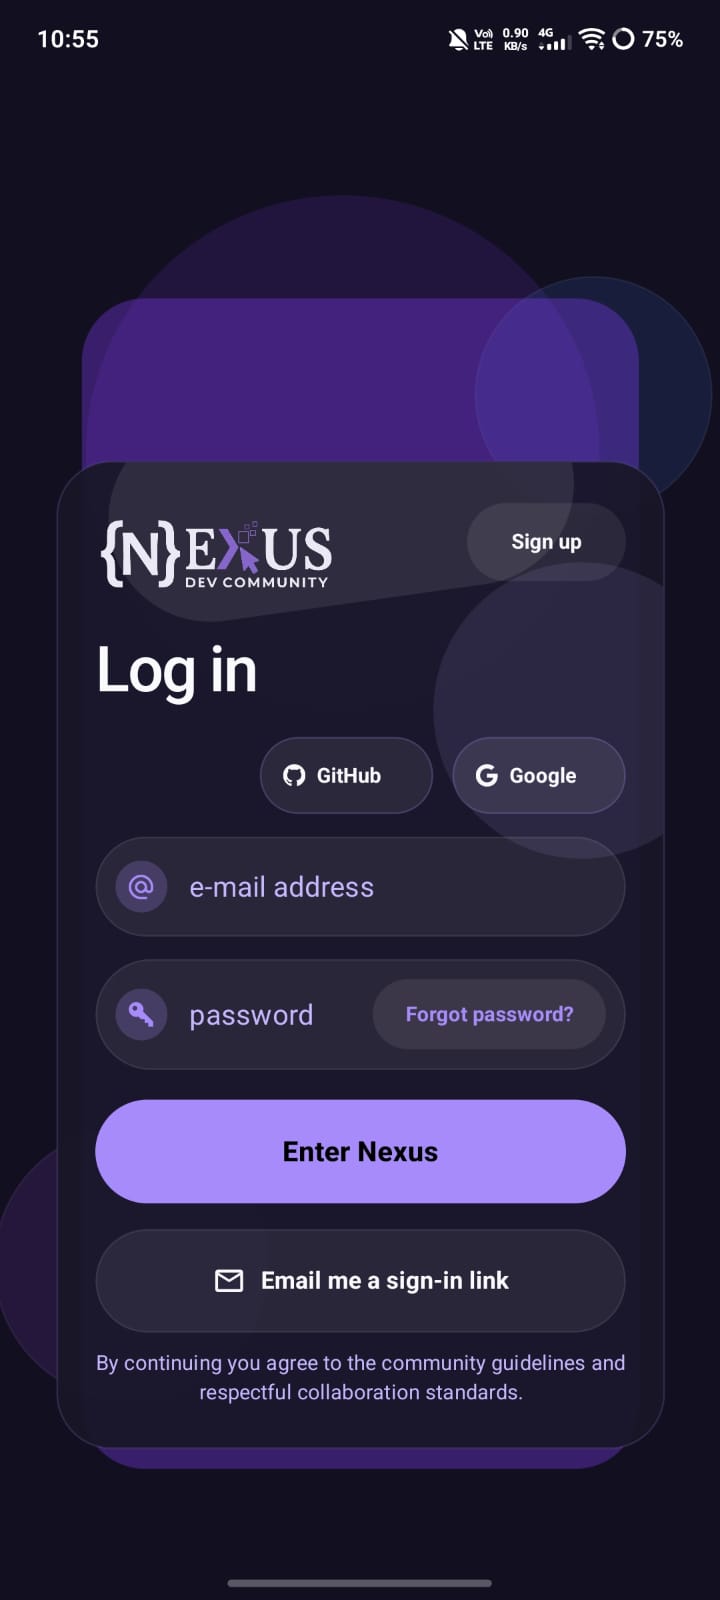 10:55
Vo) LTE 0.90 KB/s 4G 75%
{N}EXUS
DEV COMMUNITY
Sign up
Log in
GitHub
Google
e-mail address
password
Forgot password?
Enter Nexus
Email me a sign-in link
By continuing you agree to the community guidelines and
respectful collaboration standards.